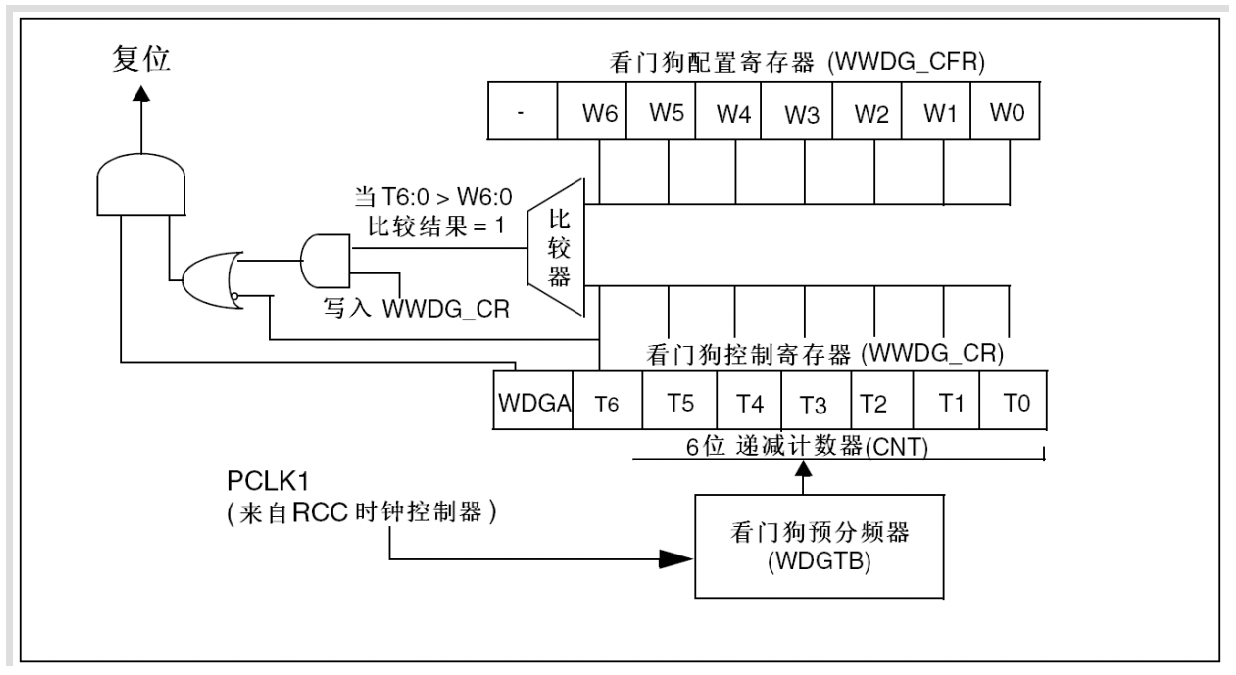 复位
看门狗配置寄存器 (WWDG_CFR)
- W6 W5 W4 W3 W2 W1 W0
当 T6:0 > W6:0
比较结果 = 1
比较器
写入 WWDG_CR
看门狗控制寄存器 (WWDG_CR)
WDGA T6 T5 T4 T3 T2 T1 T0
6位 递减计数器(CNT)
PCLK1
(来自RCC 时钟控制器)
看门狗预分频器
(WDGTB)